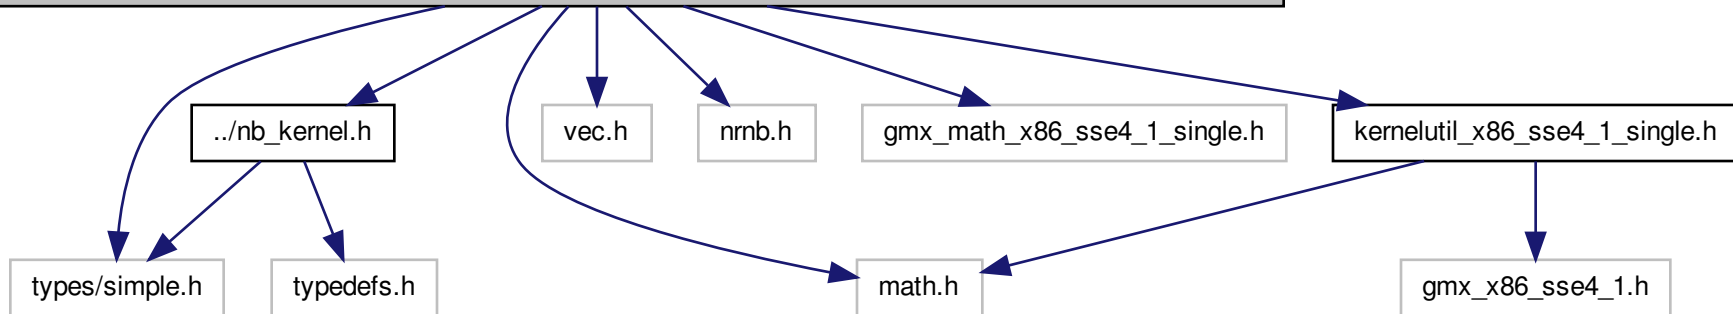 ../nb_kernel.h
vec.h
nrnb.h
gmx_math_x86_sse4_1_single.h
kernelutil_x86_sse4_1_single.h
types/simple.h
typedefs.h
math.h
gmx_x86_sse4_1.h